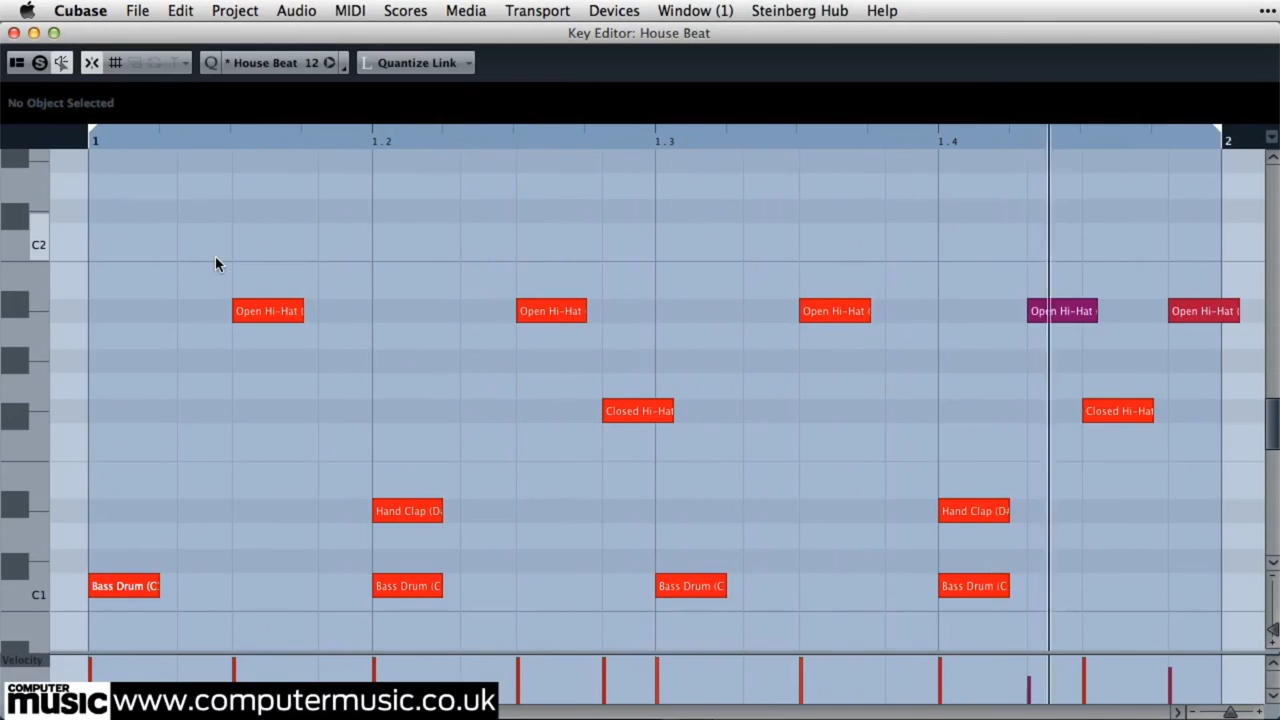 Cubase File Edit Project Audio MIDI Scores Media Transport Devices Window (1) Steinberg Hub Help
Key Editor: House Beat
Q * House Beat 12 L Quantize Link
No Object Selected
1 1.2 1.3 1.4 2
C2
Open Hi-Hat ( Open Hi-Hat Open Hi-Hat ( Open Hi-Hat Open Hi-Hat (
Closed Hi-Hat Closed Hi-Hat
Hand Clap (D Hand Clap (D#
C1 Bass Drum (C Bass Drum (C Bass Drum (C Bass Drum (C
Velocity
COMPUTER music www.computermusic.co.uk